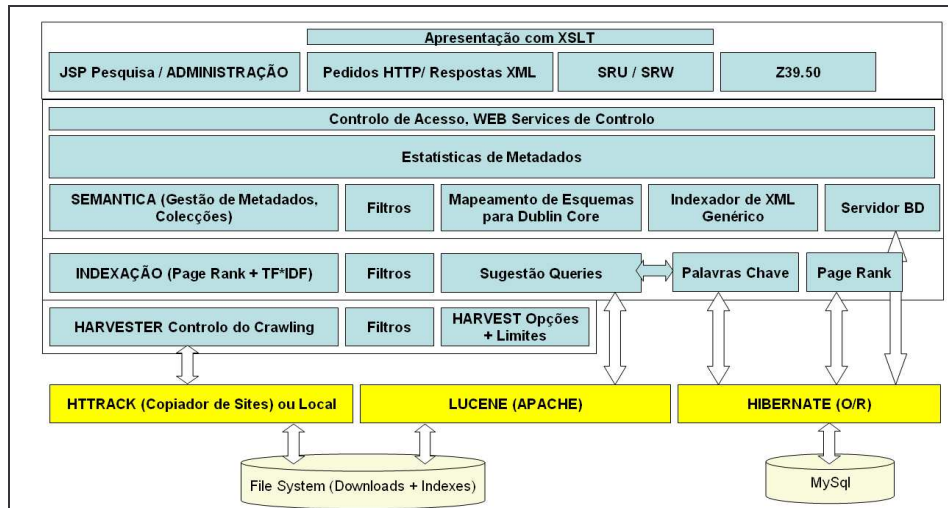 Apresentação com XSLT
JSP Pesquisa / ADMINISTRAÇÃO
Pedidos HTTP/ Respostas XML
SRU / SRW
Z39.50
Controlo de Acesso, WEB Services de Controlo
Estatísticas de Metadados
SEMANTICA (Gestão de Metadados,
Colecções)
Filtros
Mapeamento de Esquemas
para Dublin Core
Indexador de XML
Genérico
Servidor BD
INDEXAÇÃO (Page Rank + TF*IDF)
Filtros
Sugestão Queries
Palavras Chave
Page Rank
HARVESTER Controlo do Crawling
Filtros
HARVEST Opções
+ Limites
HTTRACK (Copiador de Sites) ou Local
LUCENE (APACHE)
HIBERNATE (O/R)
File System (Downloads + Indexes)
MySql